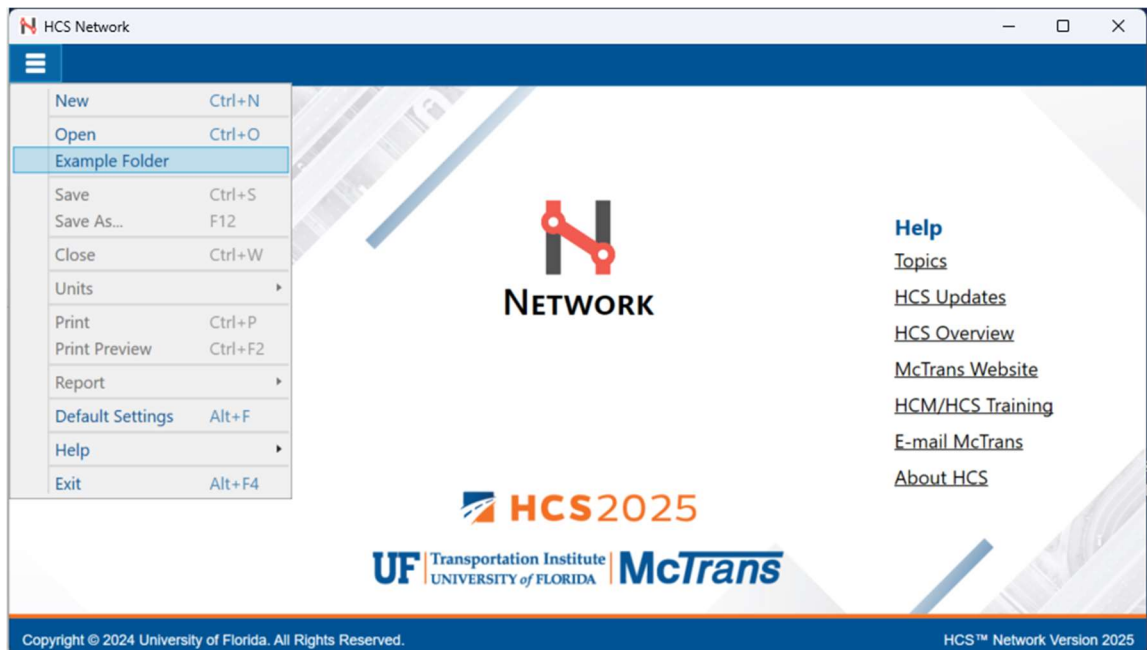 HCS Network
New Ctrl+N
Open Ctrl+O
Example Folder
Save Ctrl+S
Save As... F12
Close Ctrl+W
Units
Print Ctrl+P
Print Preview Ctrl+F2
Report
Default Settings Alt+F
Help
Exit Alt+F4
NETWORK
Help
Topics
HCS Updates
HCS Overview
McTrans Website
HCM/HCS Training
E-mail McTrans
About HCS
HCS2025
UF Transportation Institute
UNIVERSITY of FLORIDA
McTrans
Copyright © 2024 University of Florida. All Rights Reserved.
HCS™ Network Version 2025